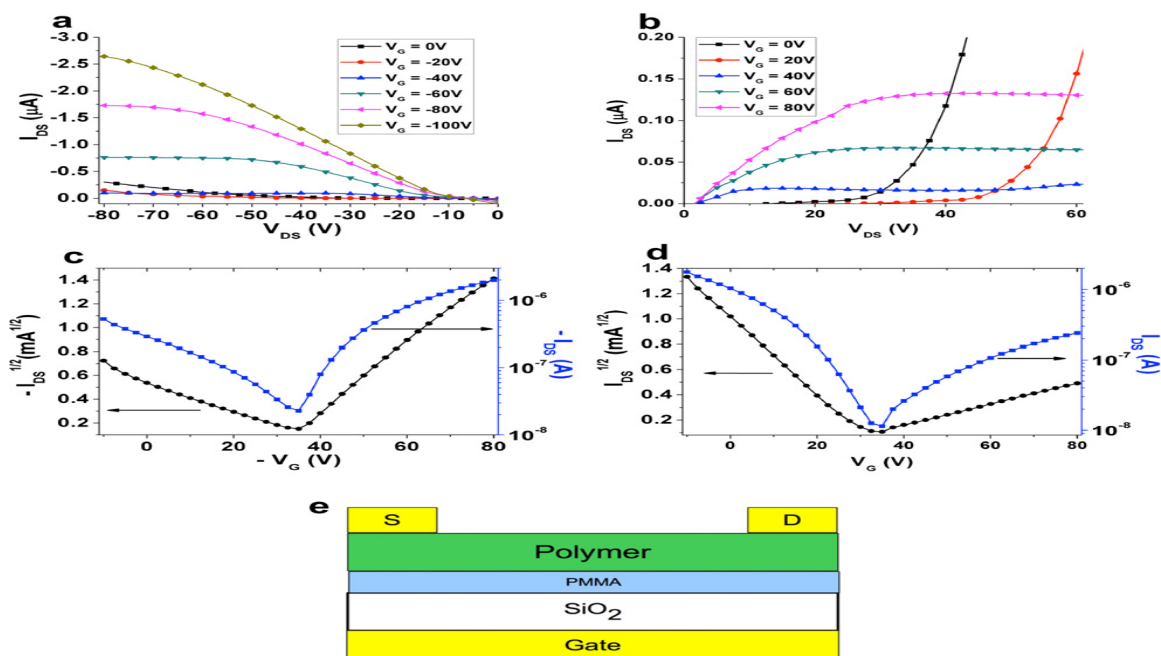 a
-3.0
-2.5
-2.0
-1.5
-1.0
-0.5
0.0
I_DS (μA)
V_G = 0V
V_G = -20V
V_G = -40V
V_G = -60V
V_G = -80V
V_G = -100V
-80 -70 -60 -50 -40 -30 -20 -10 0
V_DS (V)
b
0.20
0.15
0.10
0.05
0.00
I_DS (μA)
V_G = 0V
V_G = 20V
V_G = 40V
V_G = 60V
V_G = 80V
0 20 40 60
V_DS (V)
c
1.4
1.2
1.0
0.8
0.6
0.4
0.2
- I_DS^1/2 (mA^1/2)
10^-6
10^-7
10^-8
- I_DS (A)
0 20 40 60 80
- V_G (V)
d
1.4
1.2
1.0
0.8
0.6
0.4
0.2
I_DS^1/2 (mA^1/2)
10^-6
10^-7
10^-8
I_DS (A)
0 20 40 60 80
V_G (V)
e
S D
Polymer
PMMA
SiO2
Gate